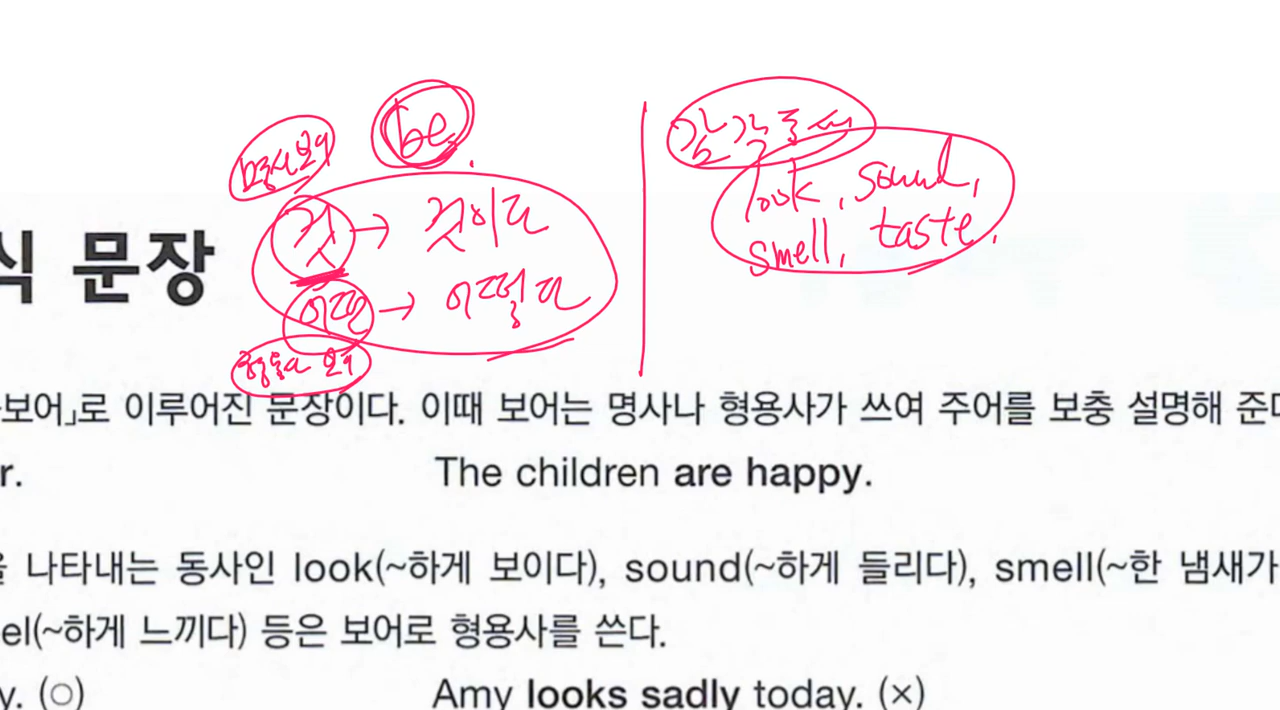 be.
명사보어
것 → 것이다
어떤 → 어떻다
형용사 보어
감각동사
look, sound,
smell, taste.
식 문장
보어」로 이루어진 문장이다. 이때 보어는 명사나 형용사가 쓰여 주어를 보충 설명해 준
r. The children are happy.
을 나타내는 동사인 look(~하게 보이다), sound(~하게 들리다), smell(~한 냄새가
el(~하게 느끼다) 등은 보어로 형용사를 쓴다.
y. (○) Amy looks sadly today. (×)